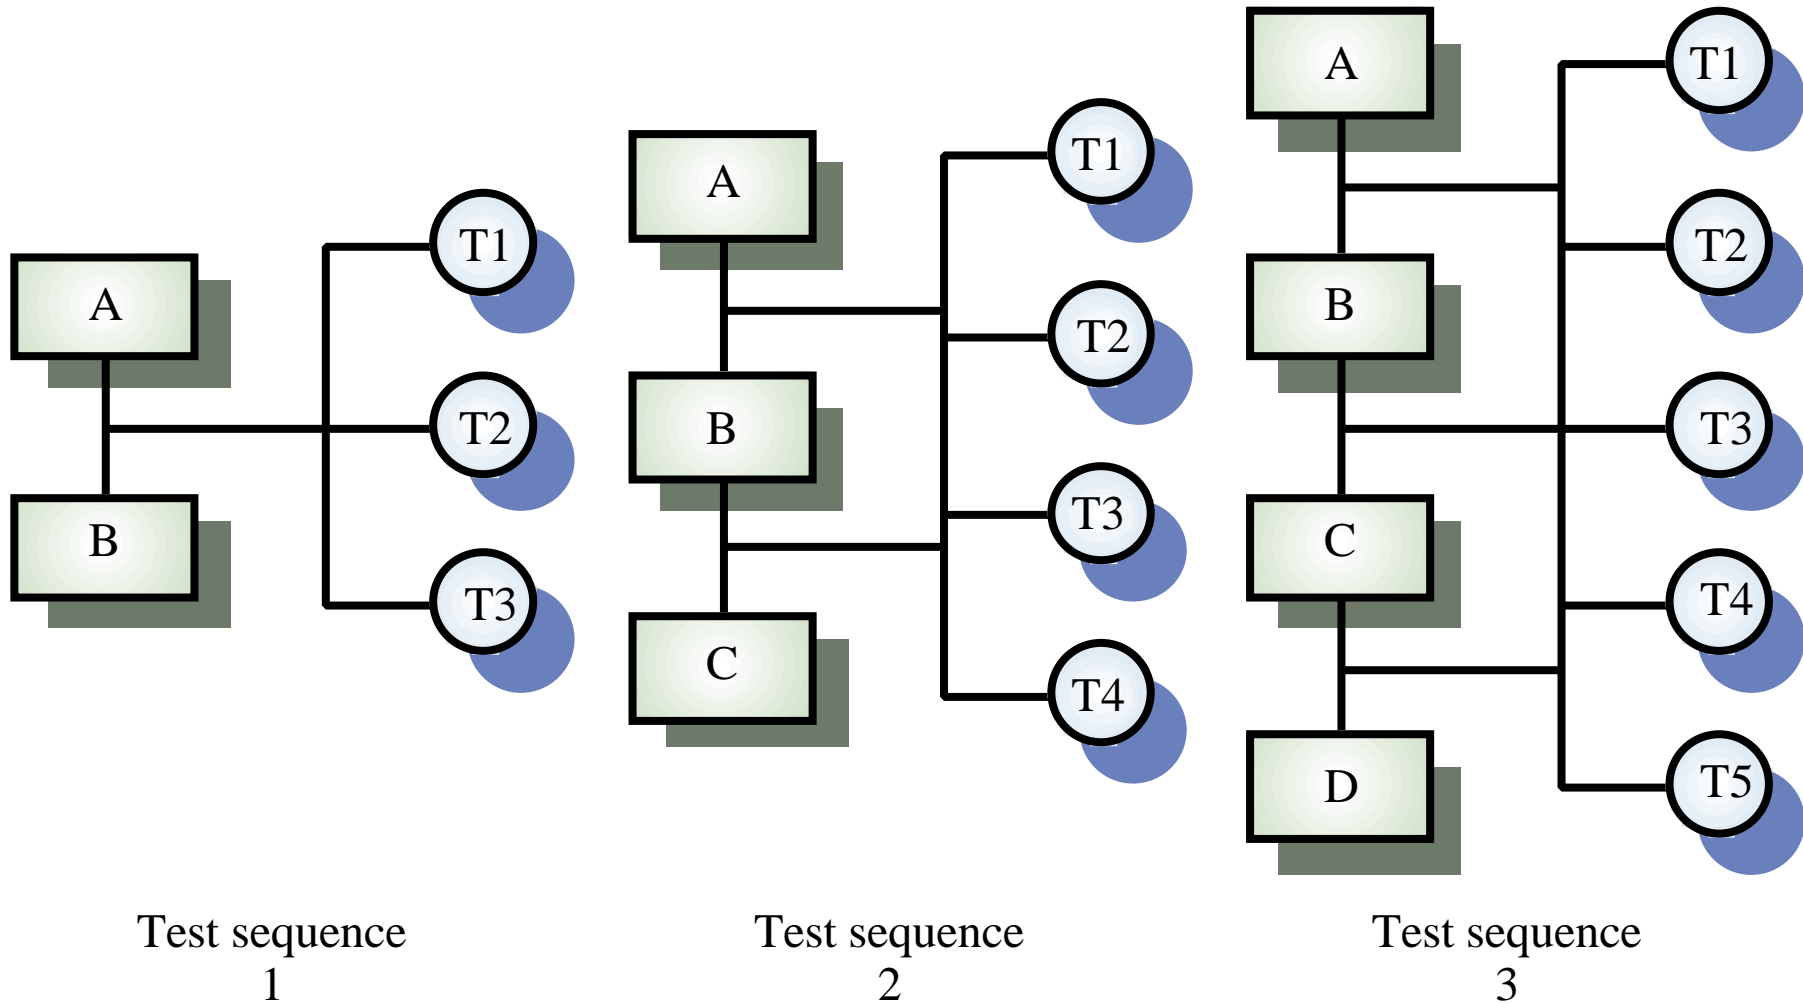 A
B
T1
T2
T3
Test sequence
1
A
B
C
T1
T2
T3
T4
Test sequence
2
A
B
C
D
T1
T2
T3
T4
T5
Test sequence
3